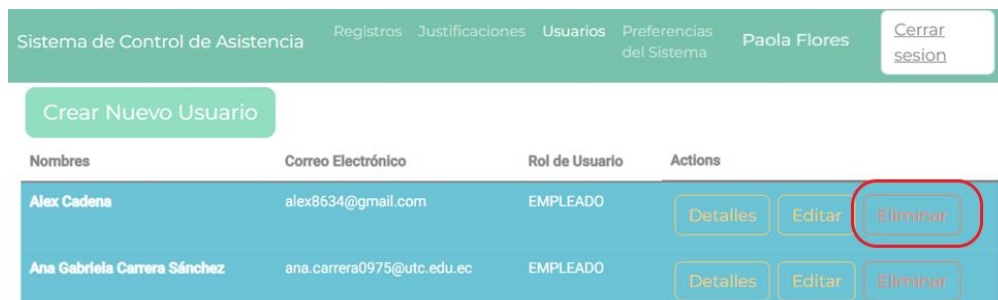 Sistema de Control de Asistencia Registros Justificaciones Usuarios Preferencias del Sistema Paola Flores Cerrar sesion
Crear Nuevo Usuario
Nombres Correo Electrónico Rol de Usuario Actions
Alex Cadena alex8634@gmail.com EMPLEADO Detalles Editar Eliminar
Ana Gabriela Carrera Sánchez ana.carrera0975@utc.edu.ec EMPLEADO Detalles Editar Eliminar